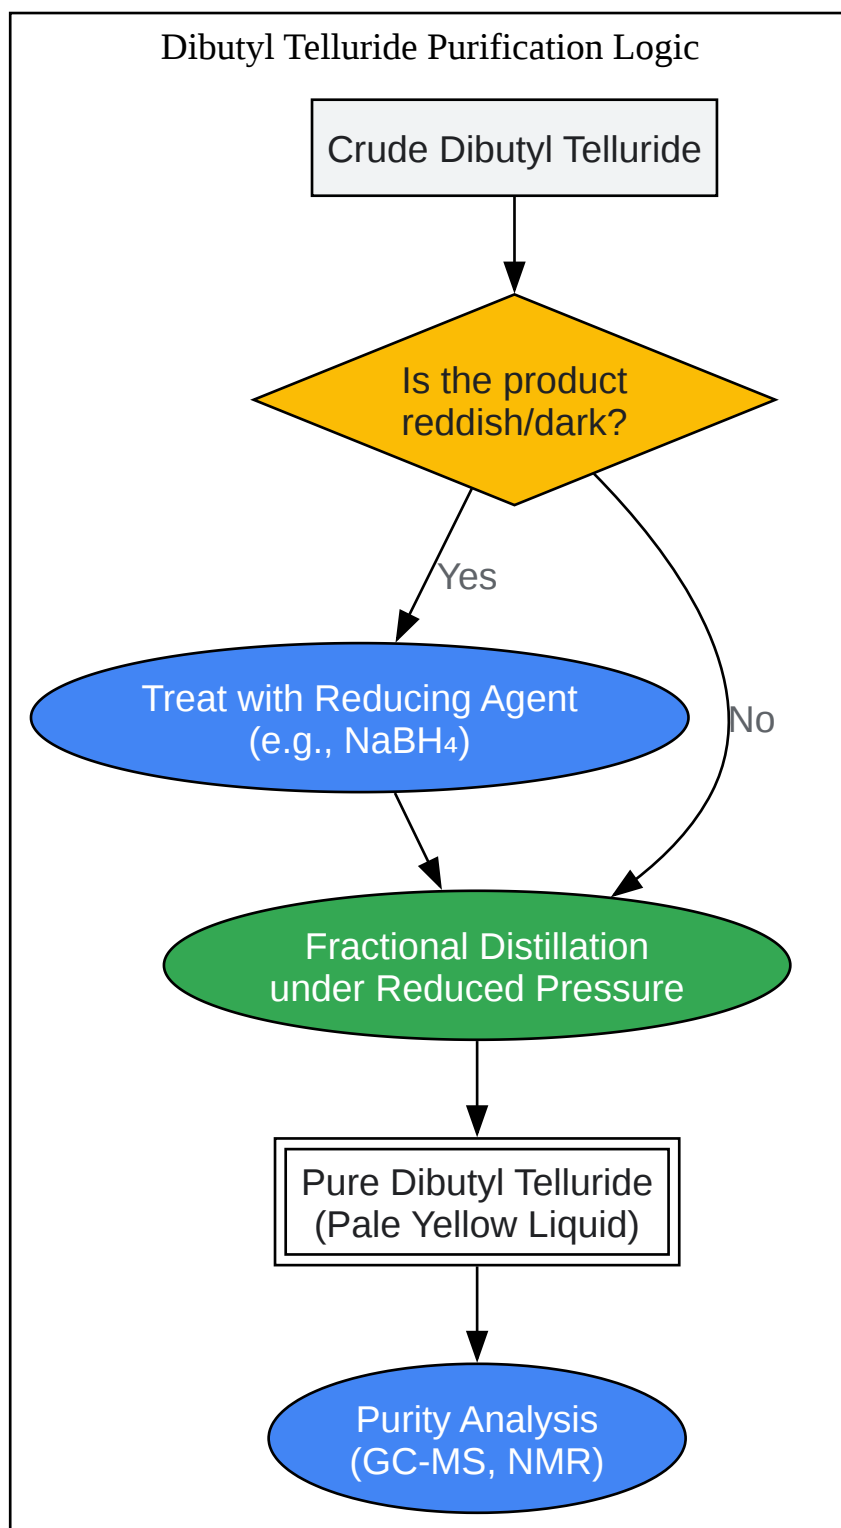 Dibutyl Telluride Purification Logic
Crude Dibutyl Telluride
Is the product
reddish/dark?
Yes
Treat with Reducing Agent
(e.g., NaBH₄)
No
Fractional Distillation
under Reduced Pressure
Pure Dibutyl Telluride
(Pale Yellow Liquid)
Purity Analysis
(GC-MS, NMR)